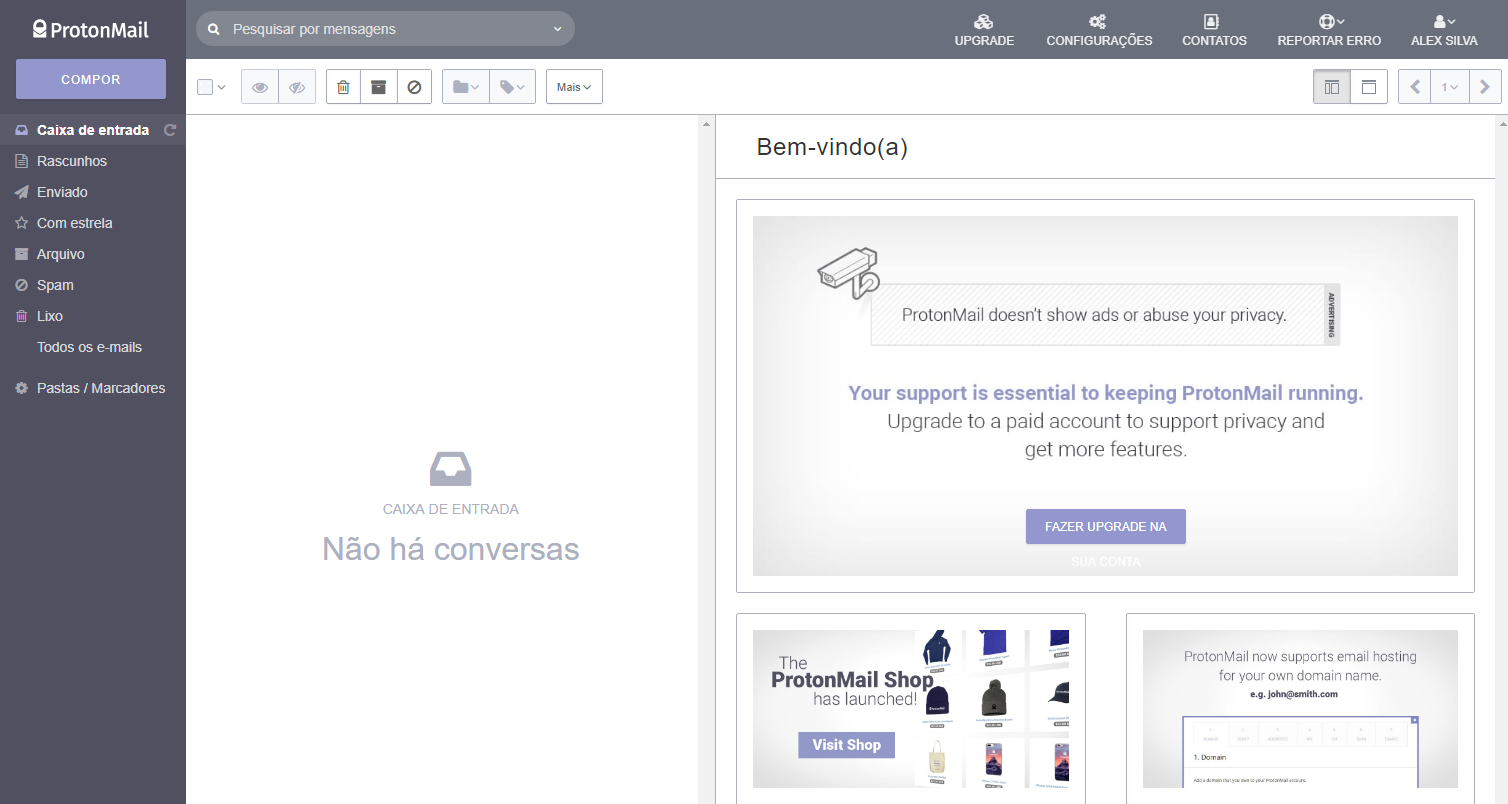 ProtonMail
Pesquisar por mensagens
UPGRADE
CONFIGURAÇÕES
CONTATOS
REPORTAR ERRO
ALEX SILVA
COMPOR
Mais
1
Caixa de entrada
Rascunhos
Enviado
Com estrela
Arquivo
Spam
Lixo
Todos os e-mails
Pastas / Marcadores
CAIXA DE ENTRADA
Não há conversas
Bem-vindo(a)
ProtonMail doesn't show ads or abuse your privacy.
ADVERTISING
Your support is essential to keeping ProtonMail running.
Upgrade to a paid account to support privacy and
get more features.
FAZER UPGRADE NA
SUA CONTA
The
ProtonMail Shop
has launched!
Visit Shop
ProtonMail now supports email hosting
for your own domain name.
e.g. john@smith.com
1. Domain
Add a domain that you own to your ProtonMail account.